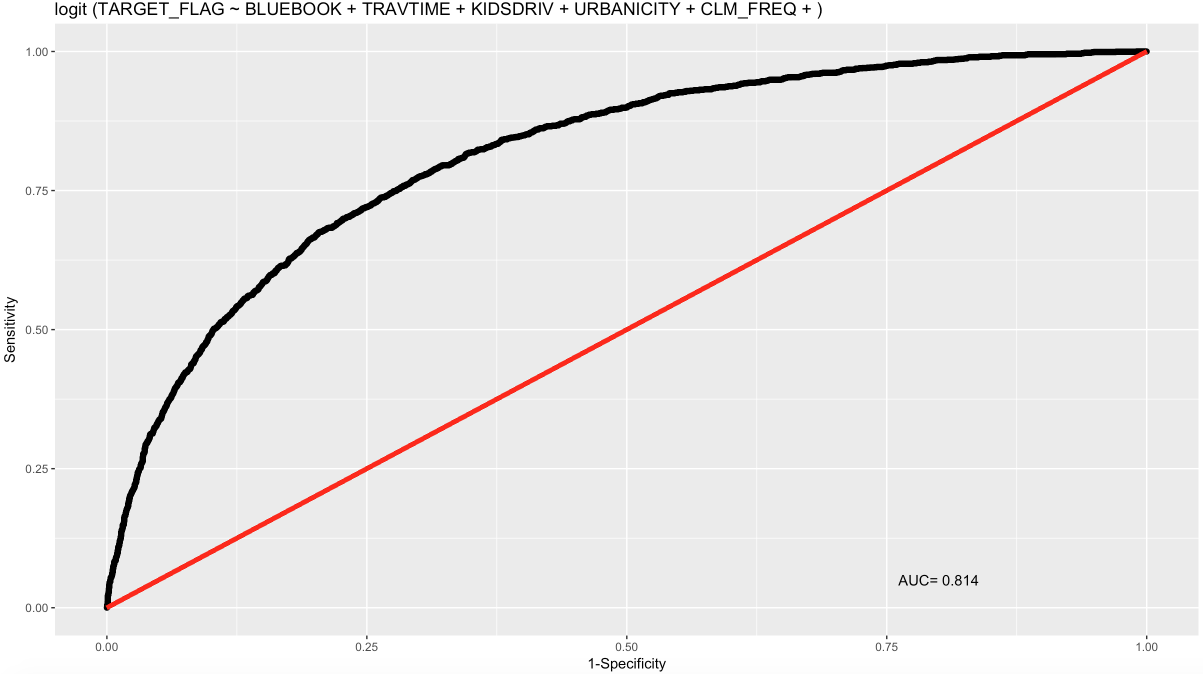 logit (TARGET_FLAG ~ BLUEBOOK + TRAVTIME + KIDSDRIV + URBANICITY + CLM_FREQ + )
1.00
0.75
0.50
0.25
0.00
Sensitivity
AUC= 0.814
0.00 0.25 0.50 0.75 1.00
1-Specificity